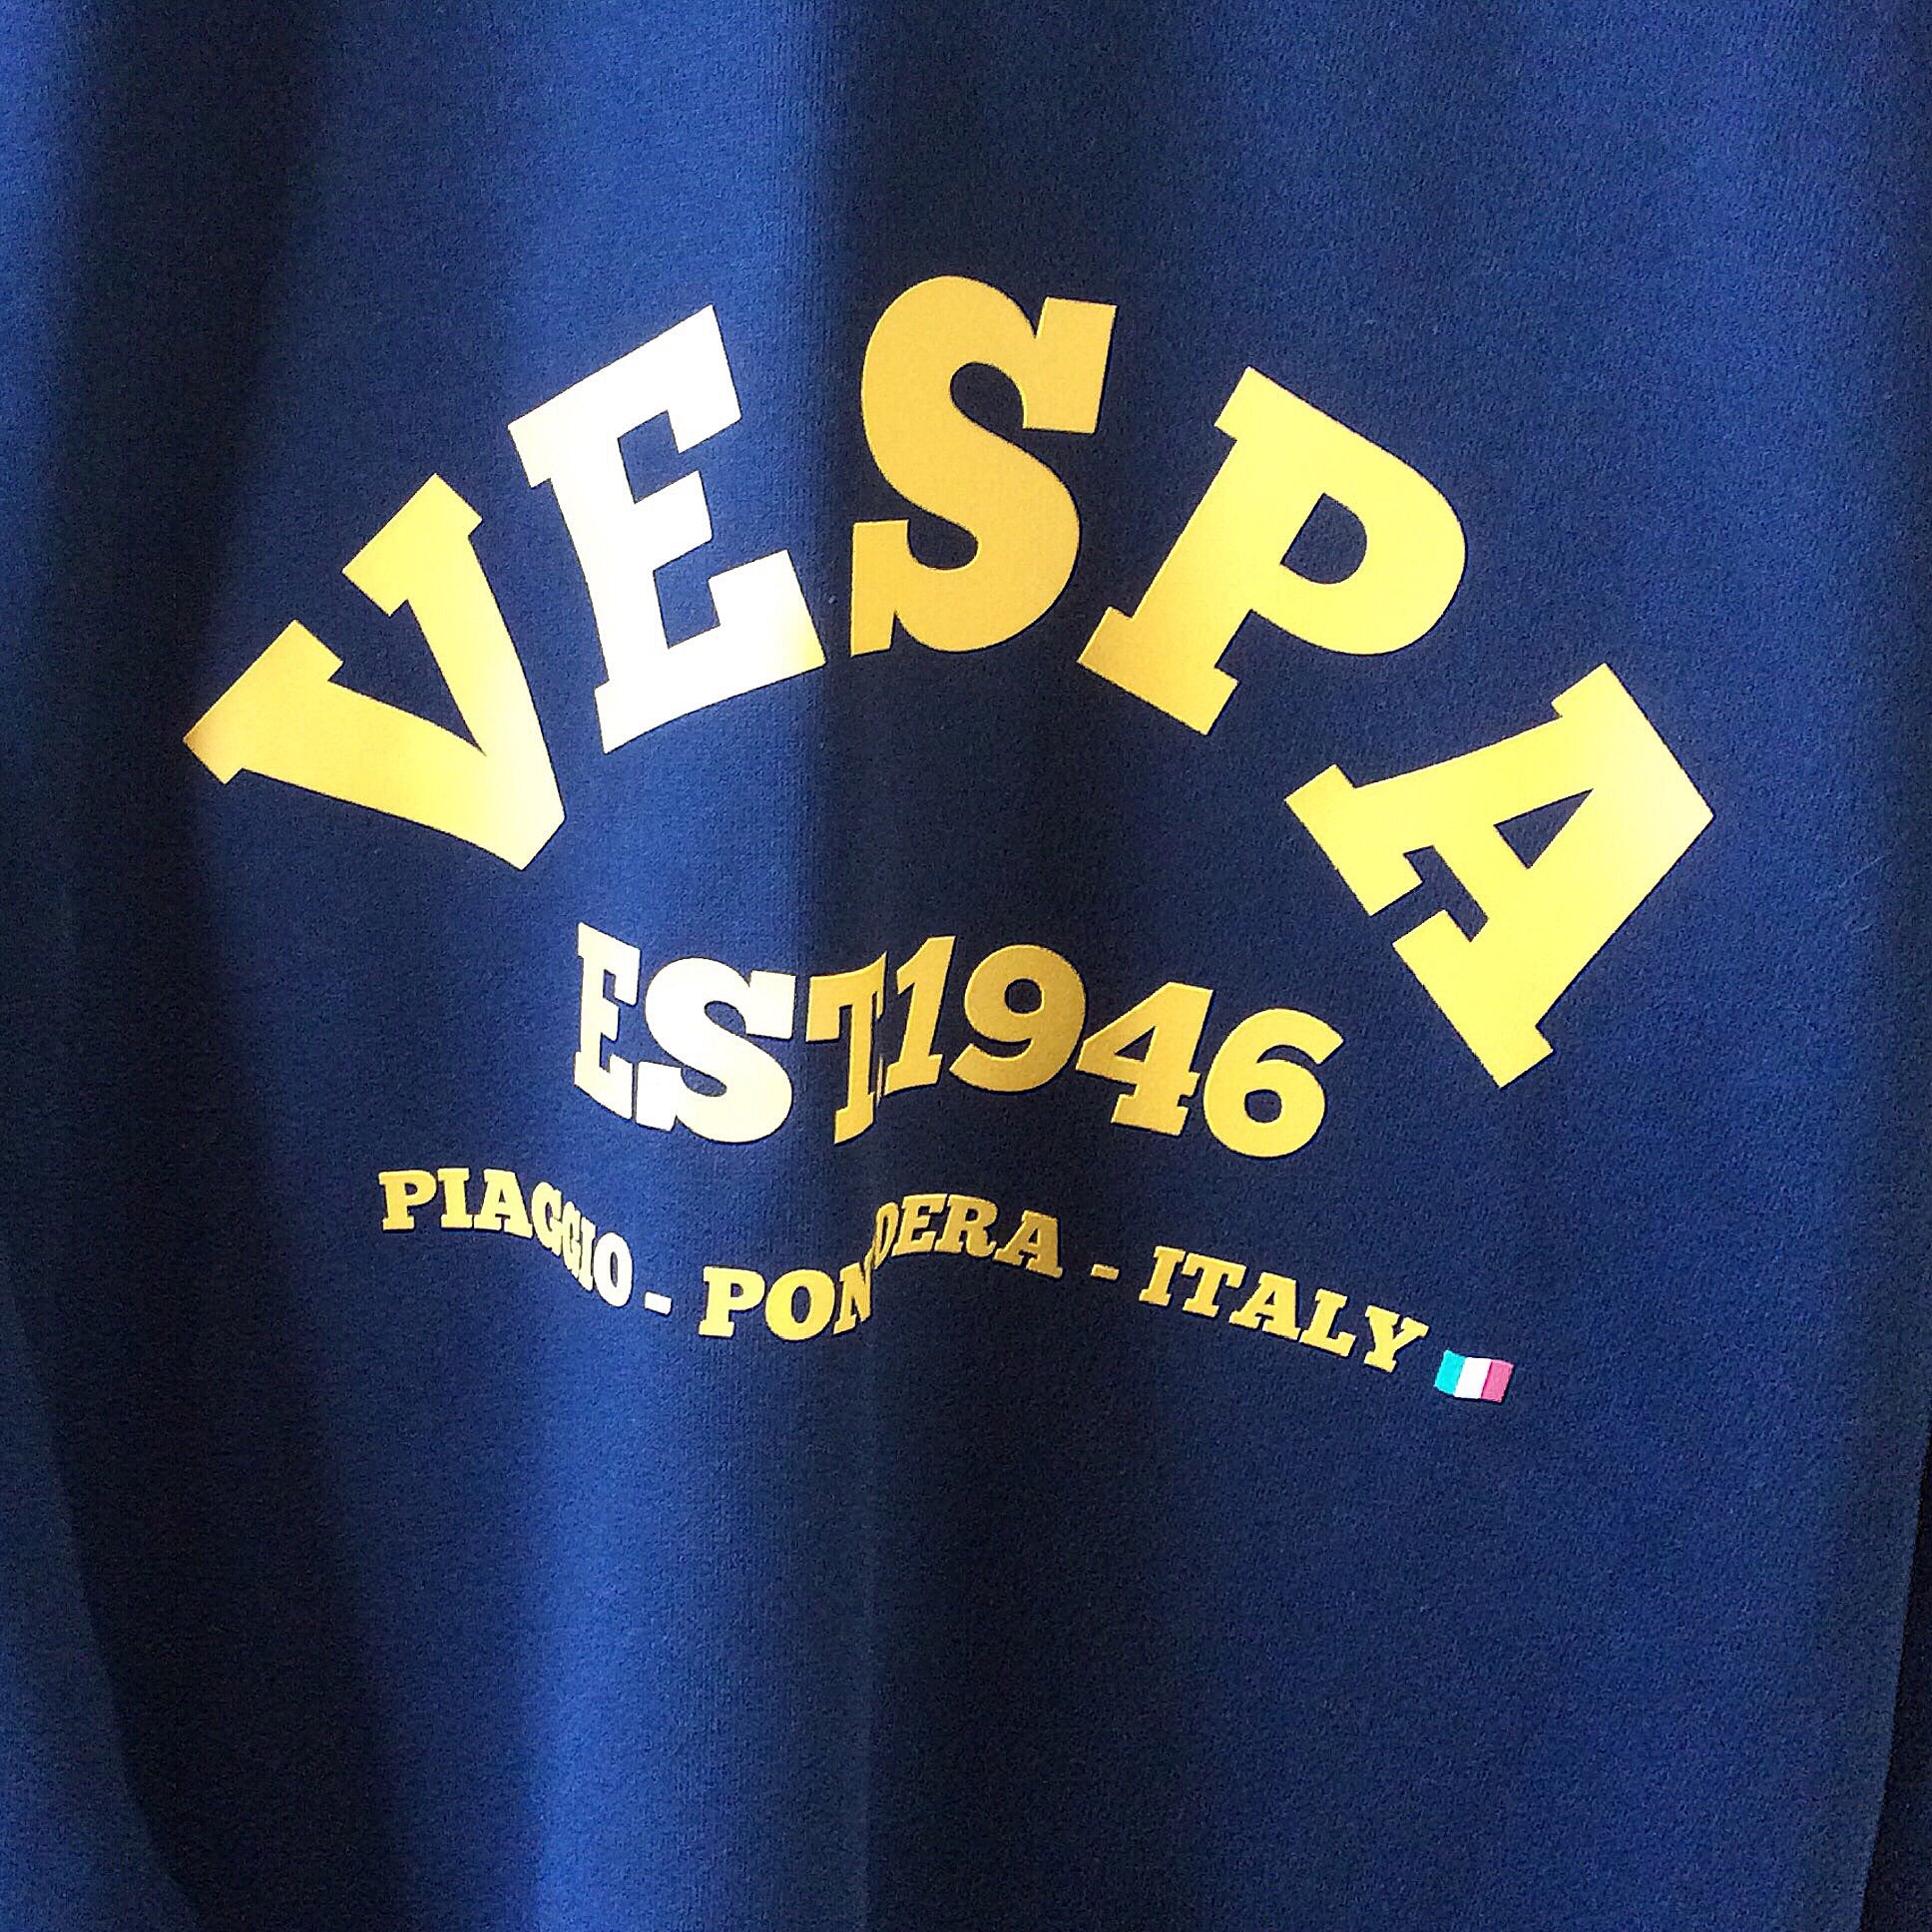 VESPA
EST.1946
PIAGGIO - PONTEDERA - ITALY